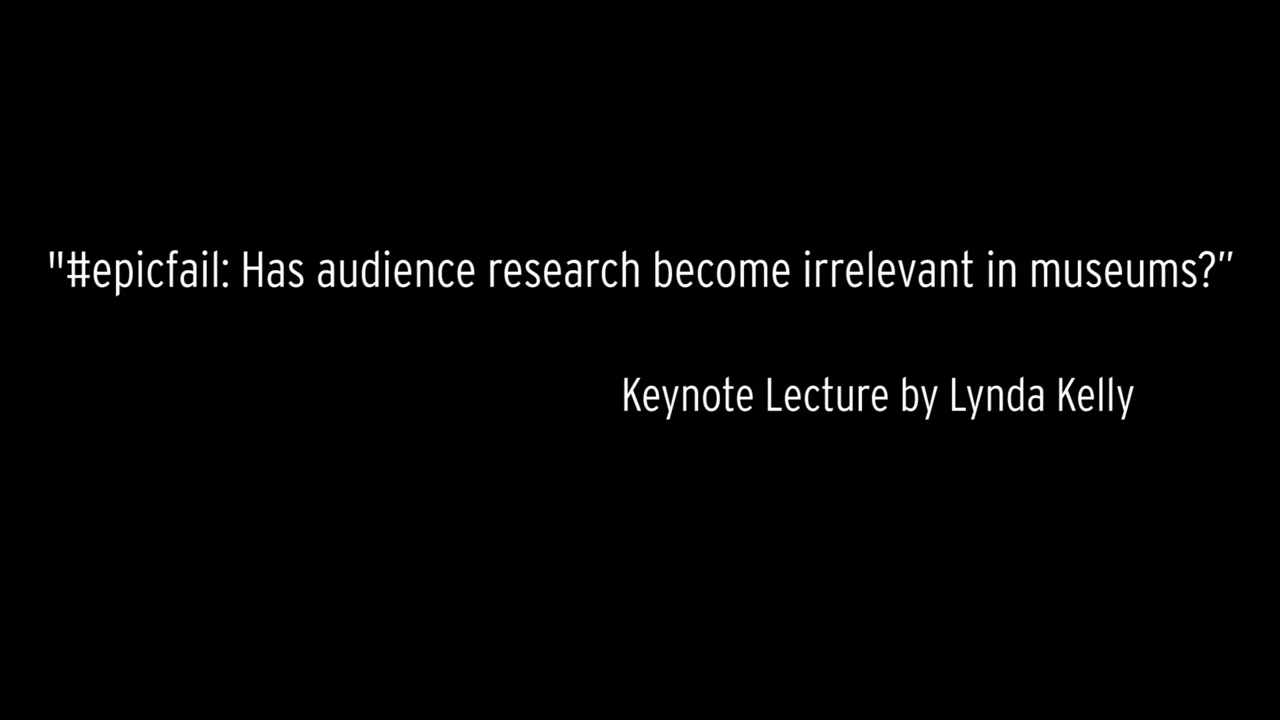 "#epicfail: Has audience research become irrelevant in museums?”
Keynote Lecture by Lynda Kelly